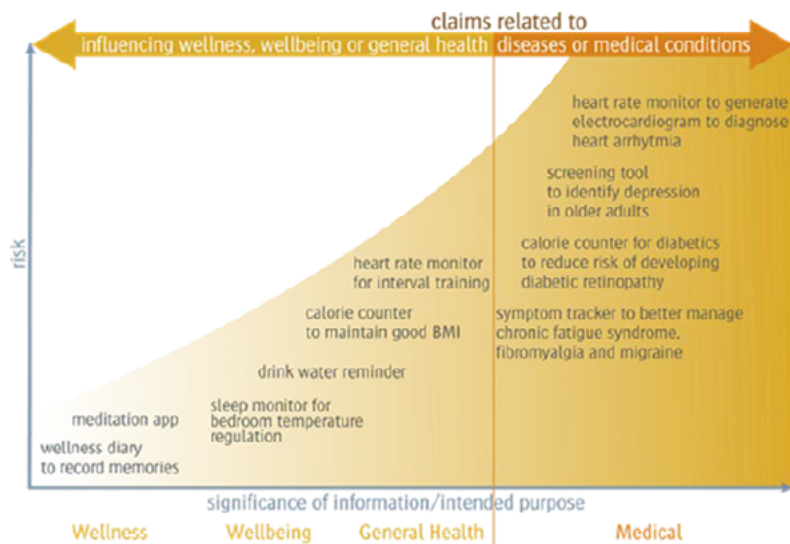 claims related to
influencing wellness, wellbeing or general health
diseases or medical conditions
heart rate monitor to generate
electrocardiogram to diagnose
heart arrhytmia
screening tool
to identify depression
in older adults
heart rate monitor
for interval training
calorie counter for diabetics
to reduce risk of developing
diabetic retinopathy
calorie counter
to maintain good BMI
symptom tracker to better manage
chronic fatigue syndrome,
fibromyalgia and migraine
drink water reminder
meditation app
sleep monitor for
bedroom temperature
regulation
wellness diary
to record memories
risk
significance of information/intended purpose
Wellness
Wellbeing
General Health
Medical